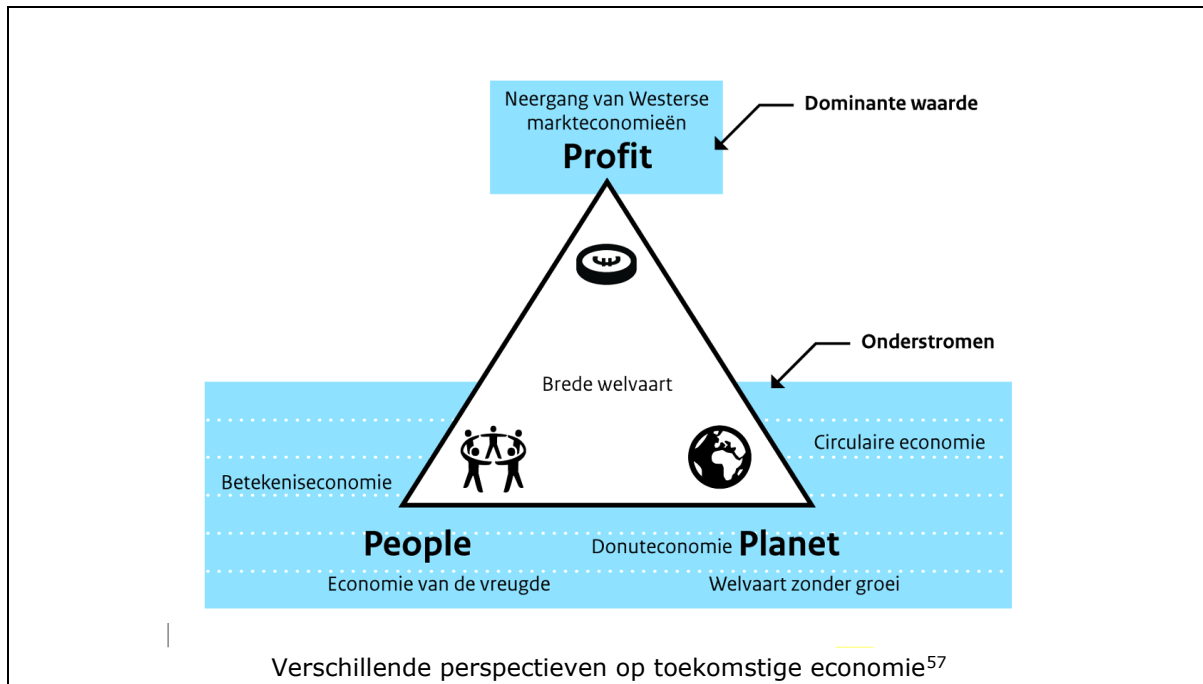 Neergang van Westerse
markteconomieën
Profit
Dominante waarde
Onderstromen
Brede welvaart
Circulaire economie
Betekeniseconomie
People
Donuteconomie Planet
Economie van de vreugde
Welvaart zonder groei
Verschillende perspectieven op toekomstige economie57